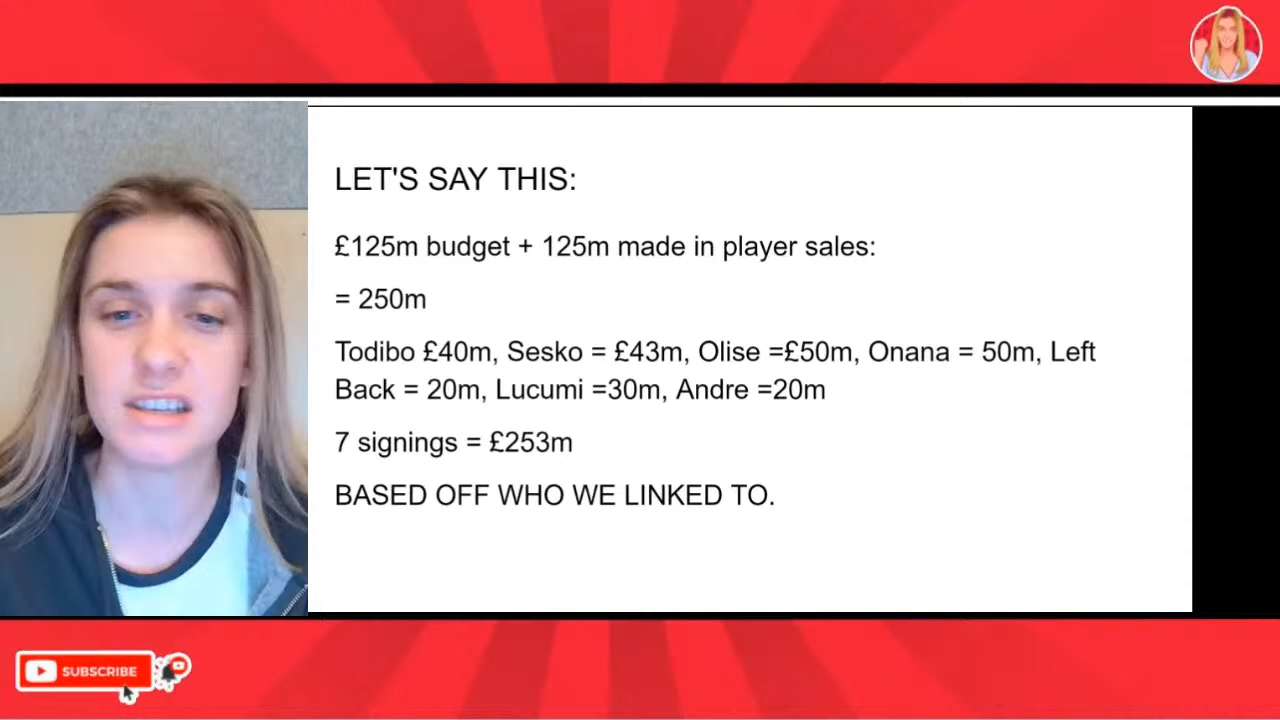 LET'S SAY THIS:
£125m budget + 125m made in player sales:
= 250m
Todibo £40m, Sesko = £43m, Olise =£50m, Onana = 50m, Left
Back = 20m, Lucumi =30m, Andre =20m
7 signings = £253m
BASED OFF WHO WE LINKED TO.
SUBSCRIBE